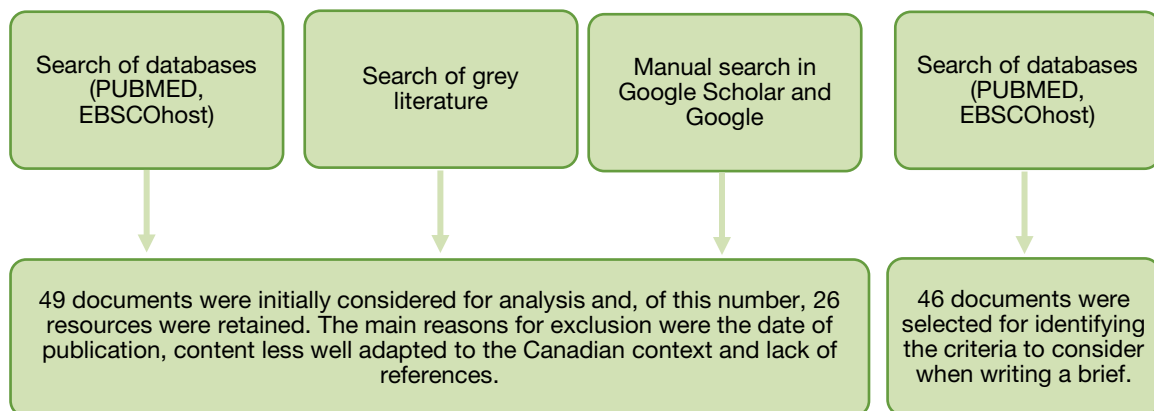 Search of databases
(PUBMED,
EBSCOhost)
Search of grey
literature
Manual search in
Google Scholar and
Google
Search of databases
(PUBMED,
EBSCOhost)
49 documents were initially considered for analysis and, of this number, 26
resources were retained. The main reasons for exclusion were the date of
publication, content less well adapted to the Canadian context and lack of
references.
46 documents were
selected for identifying
the criteria to consider
when writing a brief.